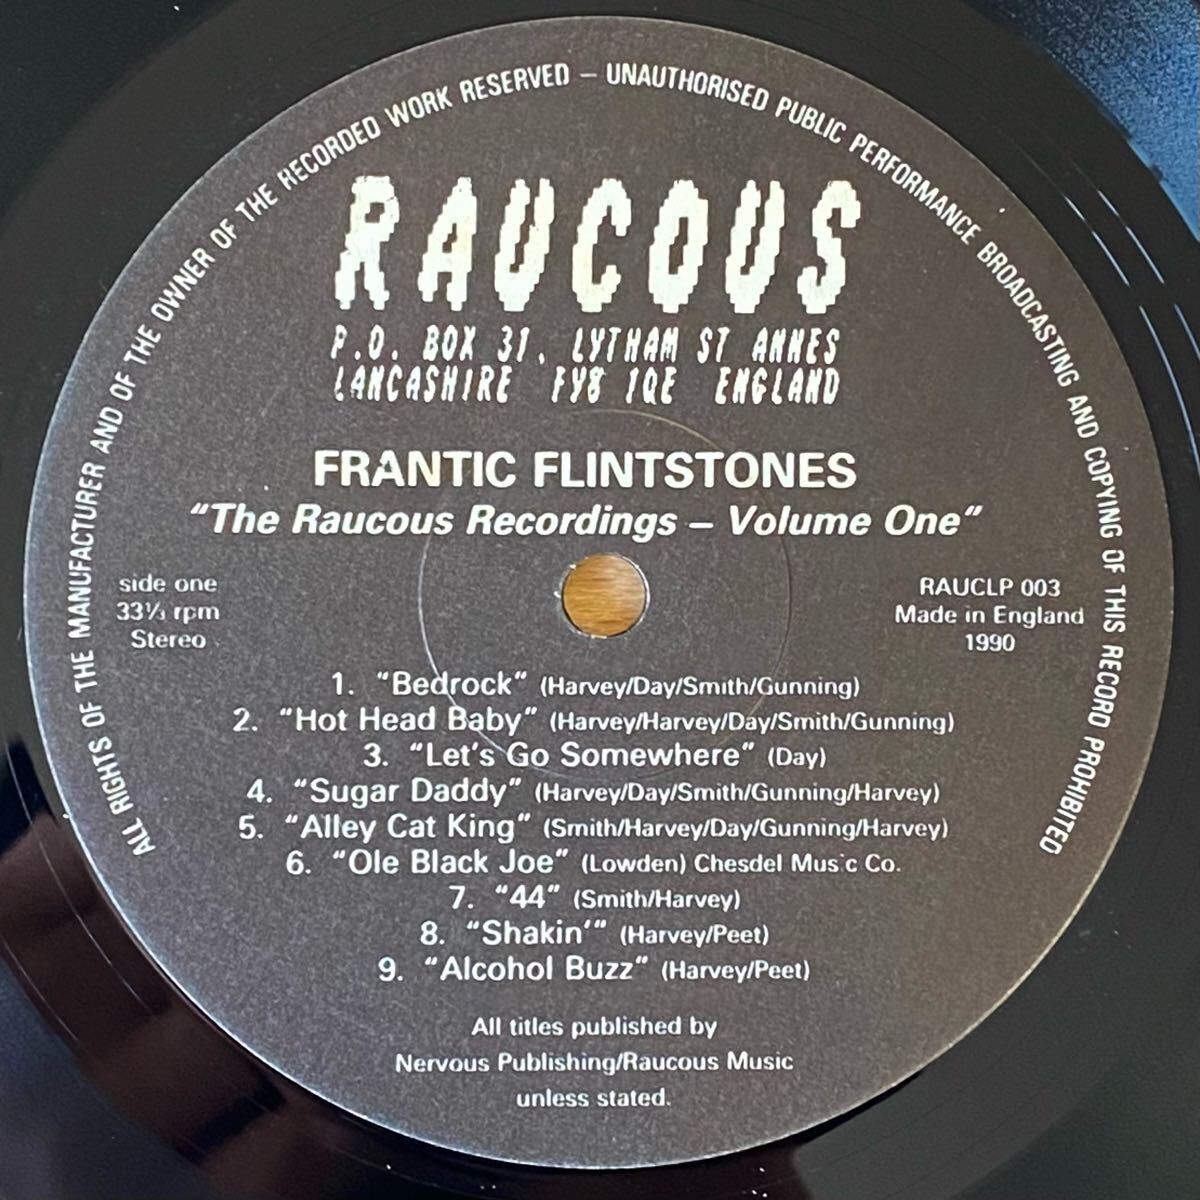 ALL RIGHTS OF THE MANUFACTURER AND OF THE OWNER OF THE RECORDED WORK RESERVED – UNAUTHORISED PUBLIC PERFORMANCE BROADCASTING AND COPYING OF THIS RECORD PROHIBITED
RAUCOUS
P.O. BOX 31, LYTHAM ST ANNES
LANCASHIRE FY8 1QE ENGLAND
FRANTIC FLINTSTONES
"The Raucous Recordings – Volume One"
side one
33⅓ rpm
Stereo
RAUCLP 003
Made in England
1990
1. "Bedrock" (Harvey/Day/Smith/Gunning)
2. "Hot Head Baby" (Harvey/Harvey/Day/Smith/Gunning)
3. "Let's Go Somewhere" (Day)
4. "Sugar Daddy" (Harvey/Day/Smith/Gunning/Harvey)
5. "Alley Cat King" (Smith/Harvey/Day/Gunning/Harvey)
6. "Ole Black Joe" (Lowden) Chesdel Music Co.
7. "44" (Smith/Harvey)
8. "Shakin'" (Harvey/Peet)
9. "Alcohol Buzz" (Harvey/Peet)
All titles published by
Nervous Publishing/Raucous Music
unless stated.